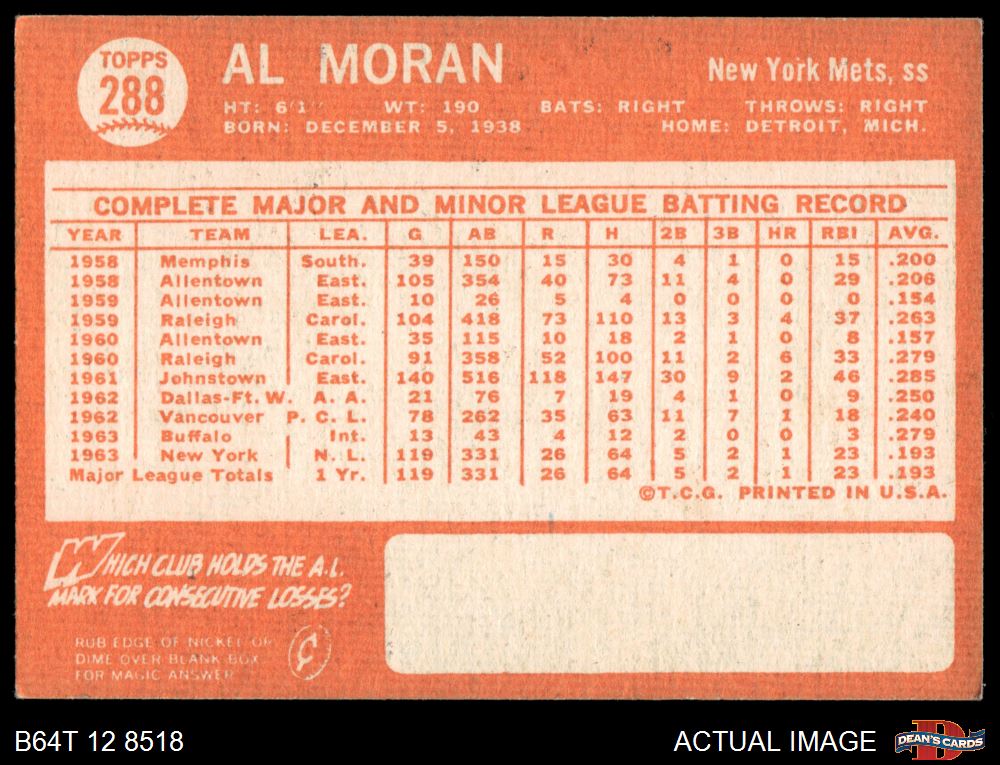 TOPPS
288
AL MORAN
New York Mets, ss
HT: 6'1" WT: 190 BATS: RIGHT THROWS: RIGHT
BORN: DECEMBER 5, 1938 HOME: DETROIT, MICH.
COMPLETE MAJOR AND MINOR LEAGUE BATTING RECORD
YEAR TEAM LEA. G AB R H 2B 3B HR RBI AVG.
1958 Memphis South. 39 150 15 30 4 1 0 15 .200
1958 Allentown East. 105 354 40 73 11 4 0 29 .206
1959 Allentown East. 10 26 5 4 0 0 0 0 .154
1959 Raleigh Carol. 104 418 73 110 13 3 4 37 .263
1960 Allentown East. 35 115 10 18 2 1 0 8 .157
1960 Raleigh Carol. 91 358 52 100 11 2 6 33 .279
1961 Johnstown East. 140 516 118 147 30 9 2 46 .285
1962 Dallas-Ft. W. A. A. 21 76 7 19 4 1 0 9 .250
1962 Vancouver P. C. L. 78 262 35 63 11 7 1 18 .240
1963 Buffalo Int. 13 43 4 12 2 0 0 3 .279
1963 New York N. L. 119 331 26 64 5 2 1 23 .193
Major League Totals 1 Yr. 119 331 26 64 5 2 1 23 .193
©T.C.G. PRINTED IN U.S.A.
WHICH CLUB HOLDS THE A.L.
MARK FOR CONSECUTIVE LOSSES?
RUB EDGE OF NICKEL OR
DIME OVER BLANK BOX
FOR MAGIC ANSWER
¢
B64T 12 8518
ACTUAL IMAGE
DEAN'S CARDS